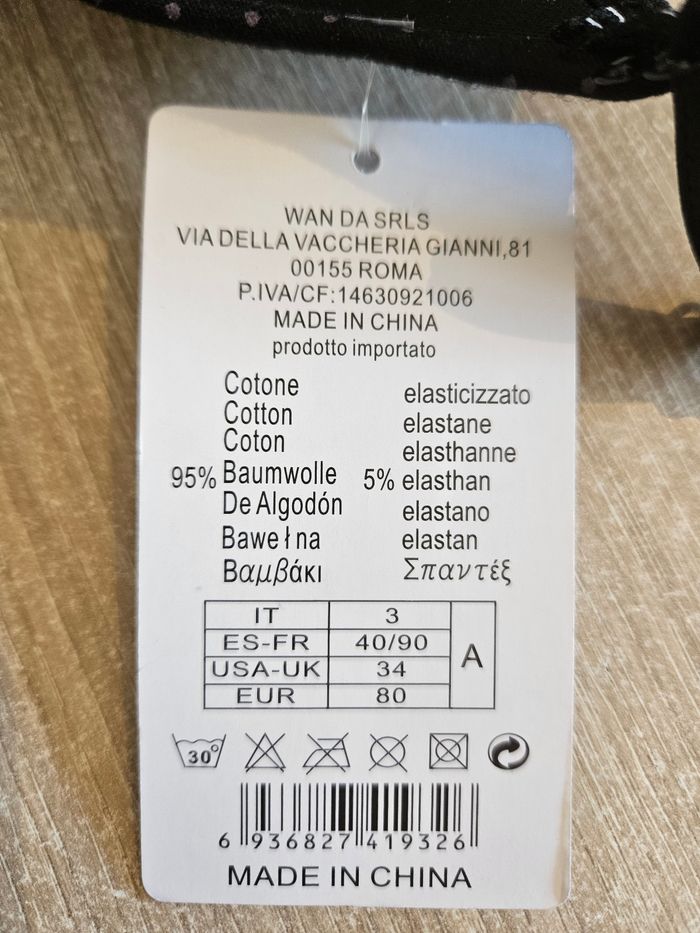 WAN DA SRLS
VIA DELLA VACCHERIA GIANNI,81
00155 ROMA
P.IVA/CF:14630921006
MADE IN CHINA
prodotto importato
Cotone elasticizzato
Cotton elastane
Coton elasthanne
95% Baumwolle 5% elasthan
De Algodón elastano
Bawełna elastan
Βαμβάκι Σπαντέξ
IT 3
ES-FR 40/90
A
USA-UK 34
EUR 80
30°
6 936827 419326
MADE IN CHINA